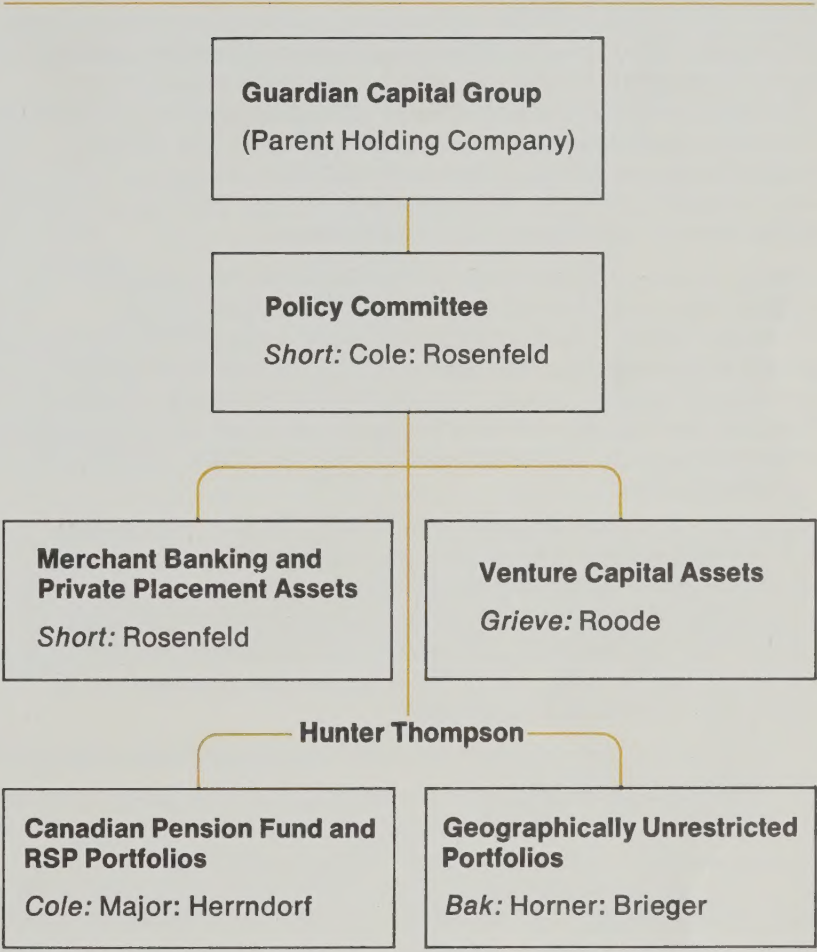 Guardian Capital Group
(Parent Holding Company)
Policy Committee
Short: Cole: Rosenfeld
Merchant Banking and
Private Placement Assets
Short: Rosenfeld
Venture Capital Assets
Grieve: Roode
Hunter Thompson
Canadian Pension Fund and
RSP Portfolios
Cole: Major: Herrndorf
Geographically Unrestricted
Portfolios
Bak: Horner: Brieger